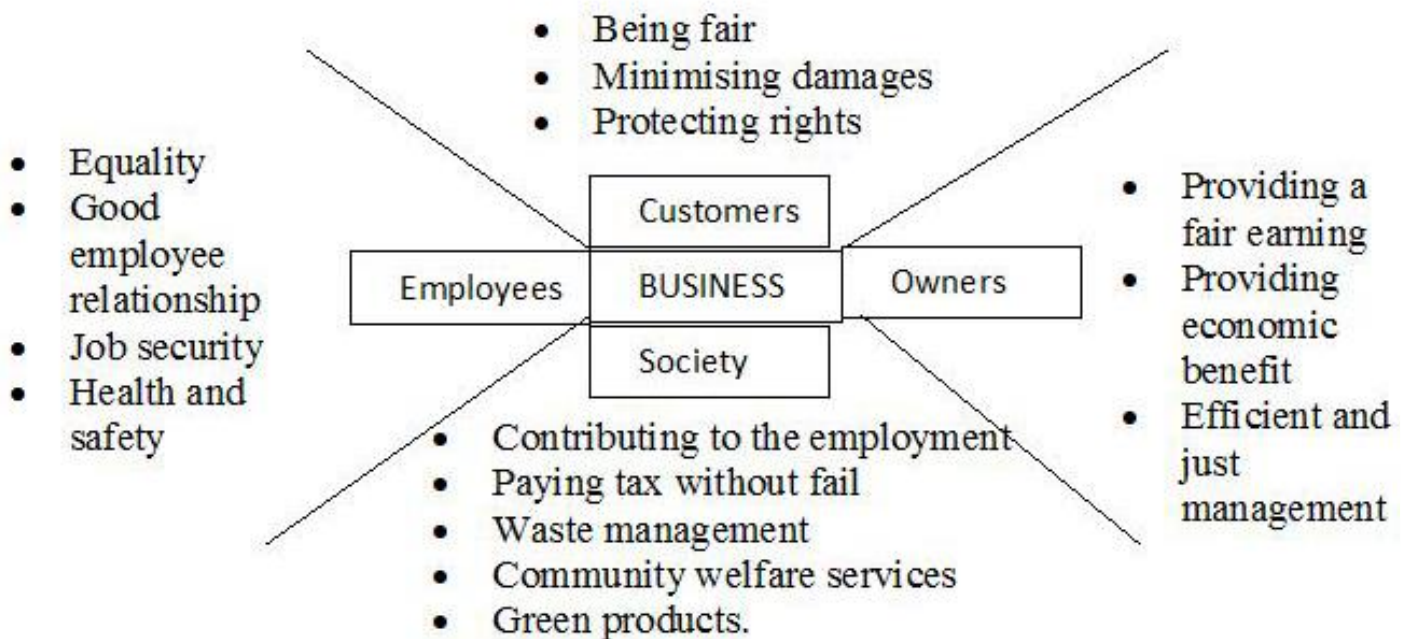 • Being fair
• Minimising damages
• Protecting rights
• Equality
• Good
employee
relationship
• Job security
• Health and
safety
Customers
Employees
BUSINESS
Owners
Society
• Providing a
fair earning
• Providing
economic
benefit
• Efficient and
just
management
• Contributing to the employment
• Paying tax without fail
• Waste management
• Community welfare services
• Green products.